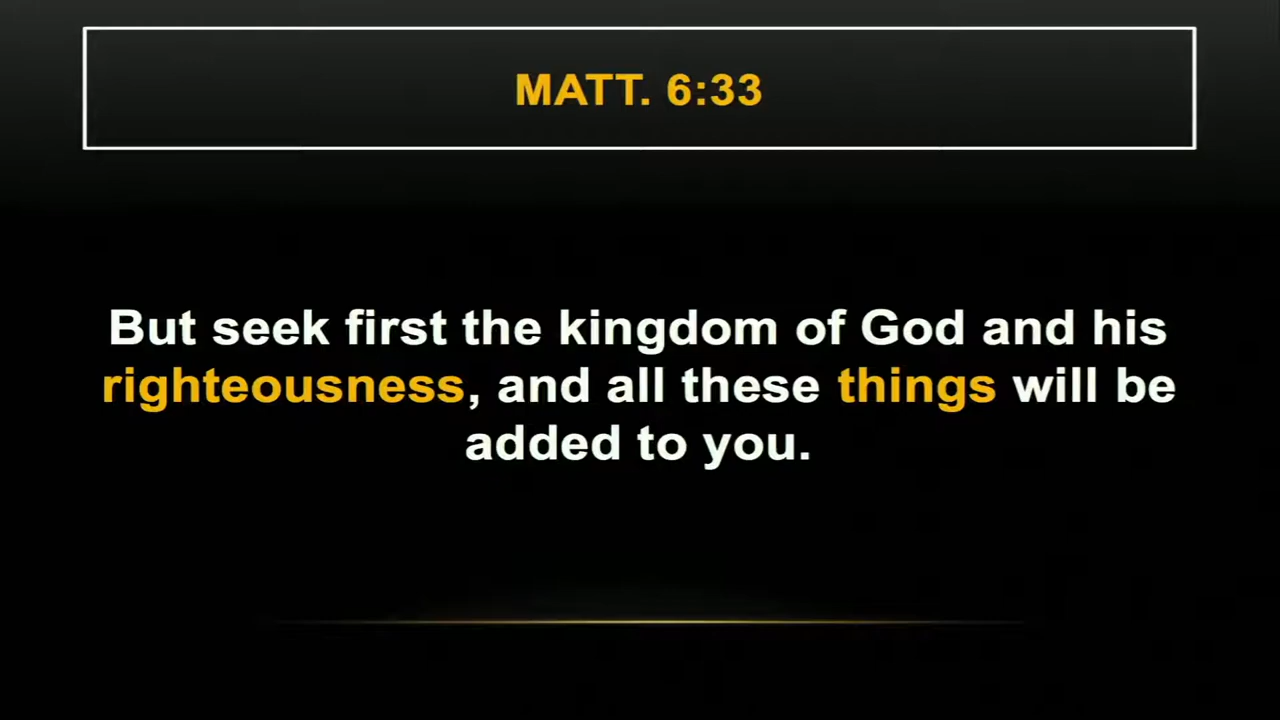 MATT. 6:33
But seek first the kingdom of God and his
righteousness, and all these things will be
added to you.